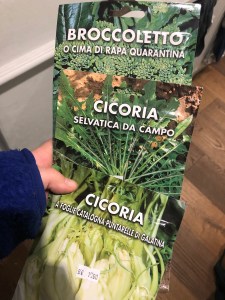 BROCCOLETTO
O CIMA DI RAPA QUARANTINA
CICORIA
SELVATICA DA CAMPO
CICORIA
A FOGLIE CATALOGNA PUNTARELLE DI GALATINA